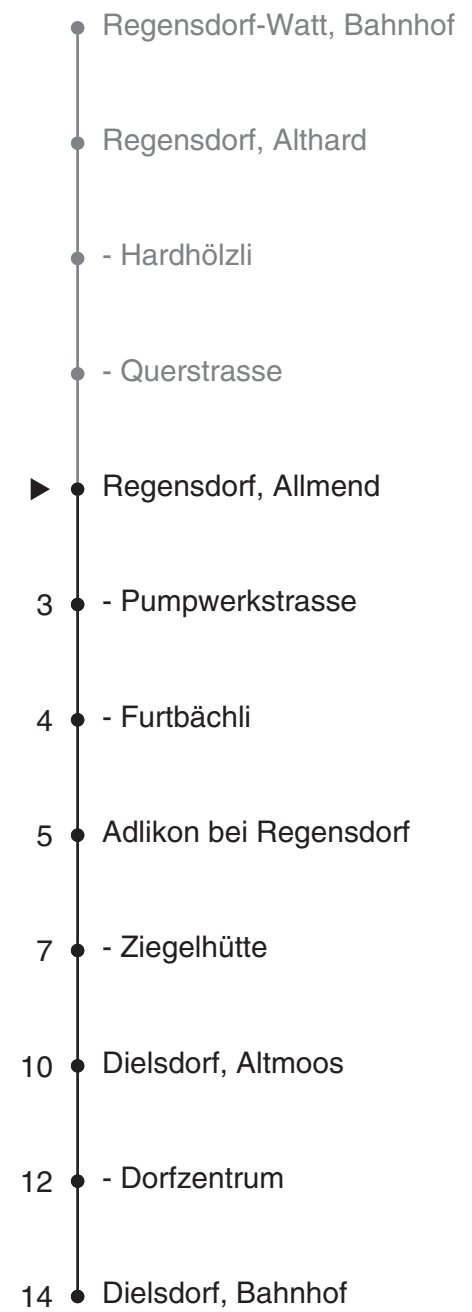 Regensdorf-Watt, Bahnhof
Regensdorf, Althard
- Hardhölzli
- Querstrasse
Regensdorf, Allmend
3 - Pumpwerkstrasse
4 - Furtbächli
5 Adlikon bei Regensdorf
7 - Ziegelhütte
10 Dielsdorf, Altmoos
12 - Dorfzentrum
14 Dielsdorf, Bahnhof